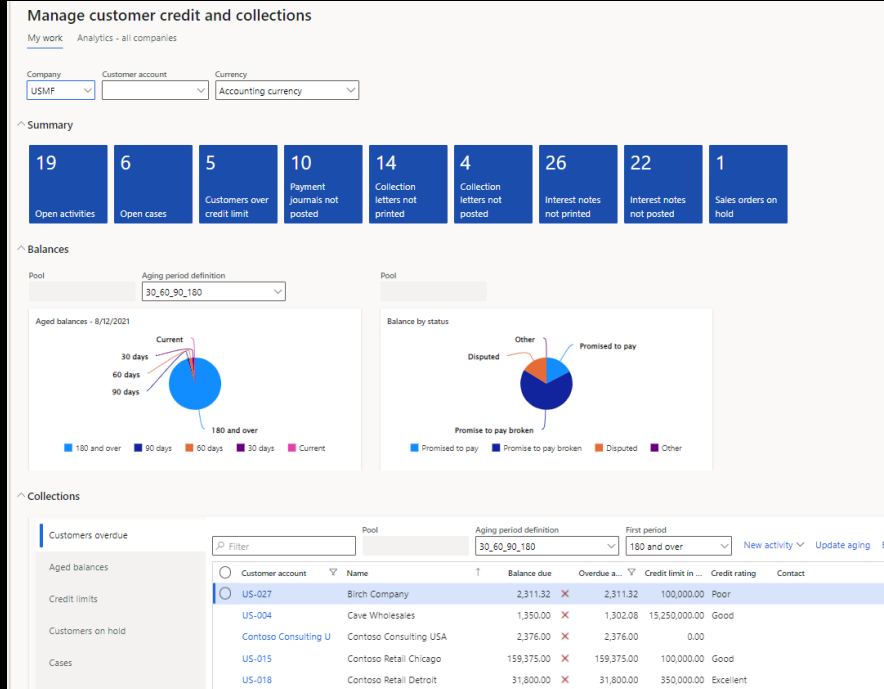 Manage customer credit and collections
My work Analytics - all companies
Company Customer account Currency
USMF Accounting currency
Summary
19 6 5 10 14 4 26 22 1
Open activities Open cases Customers over credit limit Payment journals not posted Collection letters not printed Collection letters not posted Interest notes not printed Interest notes not posted Sales orders on hold
Balances
Pool Aging period definition Pool
30_60_90_180
Aged balances - 8/12/2021
Current
30 days
60 days
90 days
180 and over
180 and over 90 days 60 days 30 days Current
Balance by status
Other
Promised to pay
Disputed
Promise to pay broken
Promised to pay Promise to pay broken Disputed Other
Collections
Customers overdue
Aged balances
Credit limits
Customers on hold
Cases
Pool Aging period definition First period
Filter 30_60_90_180 180 and over New activity Update aging
Customer account Name Balance due Overdue a... Credit limit in ... Credit rating Contact
US-027 Birch Company 2,311.32 2,311.32 100,000.00 Poor
US-004 Cave Wholesales 1,350.00 1,302.08 15,250,000.00 Good
Contoso Consulting U Contoso Consulting USA 2,376.00 2,376.00 0.00
US-015 Contoso Retail Chicago 159,375.00 159,375.00 100,000.00 Good
US-018 Contoso Retail Detroit 31,800.00 31,800.00 350,000.00 Excellent